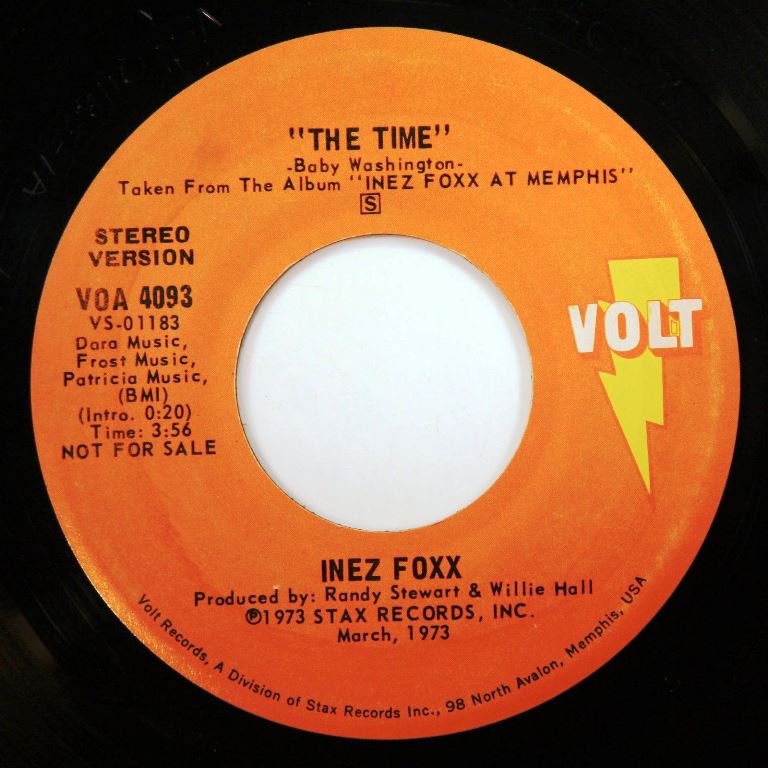 "THE TIME"
-Baby Washington-
Taken From The Album "INEZ FOXX AT MEMPHIS"
S
STEREO
VERSION
VOA 4093
VS-01183
Dara Music,
Frost Music,
Patricia Music,
(BMI)
(Intro. 0:20)
Time: 3:56
NOT FOR SALE
VOLT
INEZ FOXX
Produced by: Randy Stewart & Willie Hall
℗1973 STAX RECORDS, INC.
March, 1973
Volt Records, A Division of Stax Records Inc., 98 North Avalon, Memphis, USA